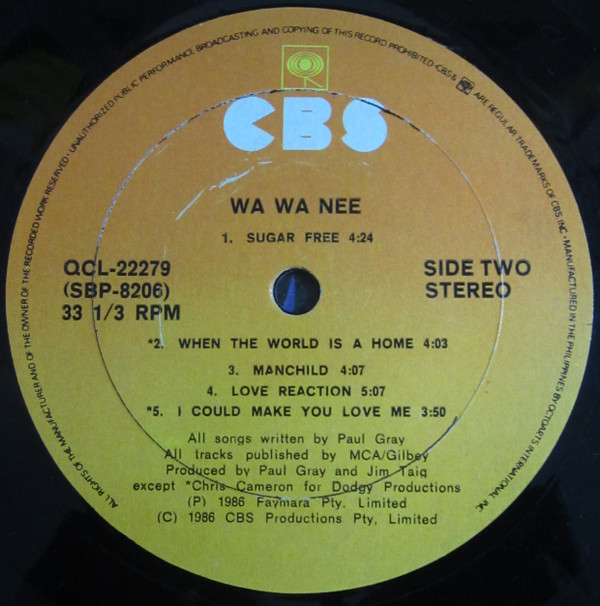 ALL RIGHTS OF THE MANUFACTURER AND OF THE OWNER OF THE RECORDED WORK RESERVED · UNAUTHORIZED PUBLIC PERFORMANCE, BROADCASTING AND COPYING OF THIS RECORD PROHIBITED · CBS & ARE REGULAR TRADEMARKS OF CBS, INC · MANUFACTURED IN THE PHILIPPINES BY OCTOARTS INTERNATIONAL, INC
CBS
WA WA NEE
1. SUGAR FREE 4:24
QCL-22279
(SBP-8206)
33 1/3 RPM
SIDE TWO
STEREO
*2. WHEN THE WORLD IS A HOME 4:03
3. MANCHILD 4:07
4. LOVE REACTION 5:07
*5. I COULD MAKE YOU LOVE ME 3:50
All songs written by Paul Gray
All tracks published by MCA/Gilbey
Produced by Paul Gray and Jim Taig
except *Chris Cameron for Dodgy Productions
(P) 1986 Faymara Pty. Limited
(C) 1986 CBS Productions Pty, Limited